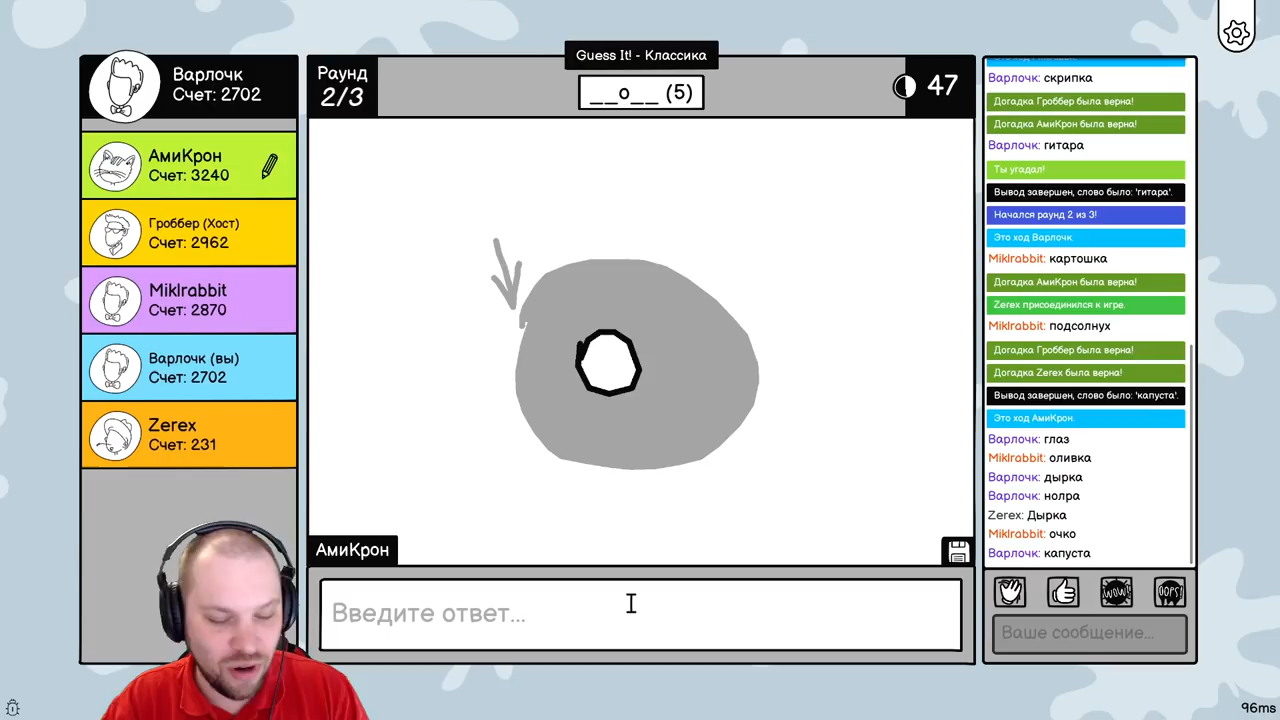 Guess It! - Классика
Варлочк
Счет: 2702
Раунд
2/3
__о__ (5)
47
АмиКрон
Счет: 3240
Гроббер (Хост)
Счет: 2962
Miklrabbit
Счет: 2870
Варлочк (вы)
Счет: 2702
Zerex
Счет: 231
АмиКрон
Введите ответ...
Варлочк: скрипка
Догадка Гроббер была верна!
Догадка АмиКрон была верна!
Варлочк: гитара
Ты угадал!
Вывод завершен, слово было: 'гитара'.
Начался раунд 2 из 3!
Это ход Варлочк.
Miklrabbit: картошка
Догадка АмиКрон была верна!
Zerex присоединился к игре.
Miklrabbit: подсолнух
Догадка Гроббер была верна!
Догадка Zerex была верна!
Вывод завершен, слово было: 'капуста'.
Это ход АмиКрон.
Варлочк: глаз
Miklrabbit: оливка
Варлочк: дырка
Варлочк: нолра
Zerex: Дырка
Miklrabbit: очко
Варлочк: капуста
WOW!
OOPS!
Ваше сообщение...
96ms